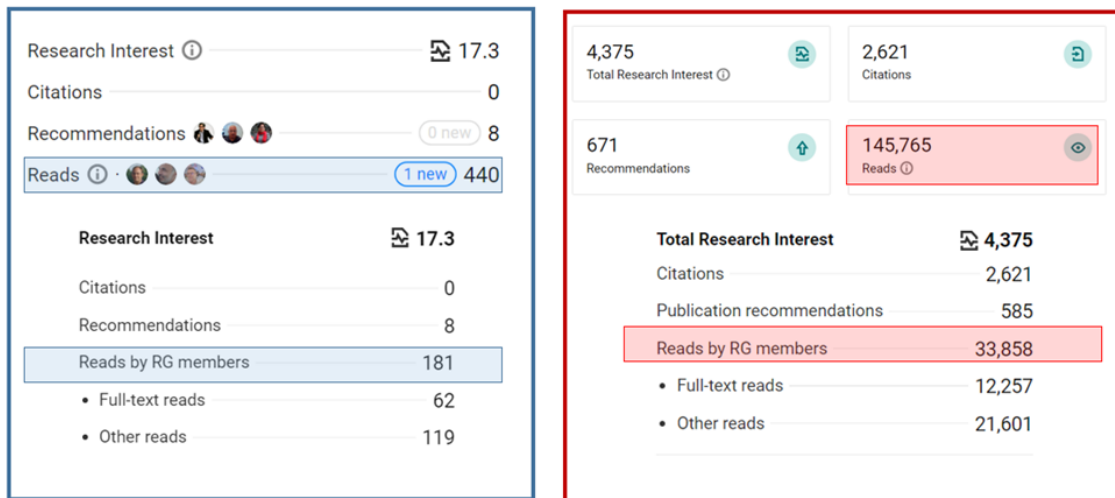 Research Interest 17.3
Citations 0
Recommendations 0 new 8
Reads · 1 new 440
Research Interest 17.3
Citations 0
Recommendations 8
Reads by RG members 181
• Full-text reads 62
• Other reads 119
4,375
Total Research Interest
2,621
Citations
671
Recommendations
145,765
Reads
Total Research Interest 4,375
Citations 2,621
Publication recommendations 585
Reads by RG members 33,858
• Full-text reads 12,257
• Other reads 21,601